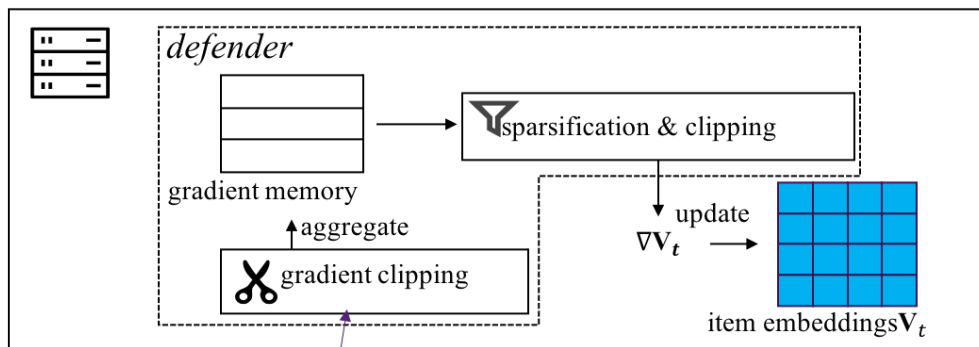 defender
sparsification & clipping
gradient memory
aggregate
update
∇V_t
gradient clipping
item embeddingsV_t